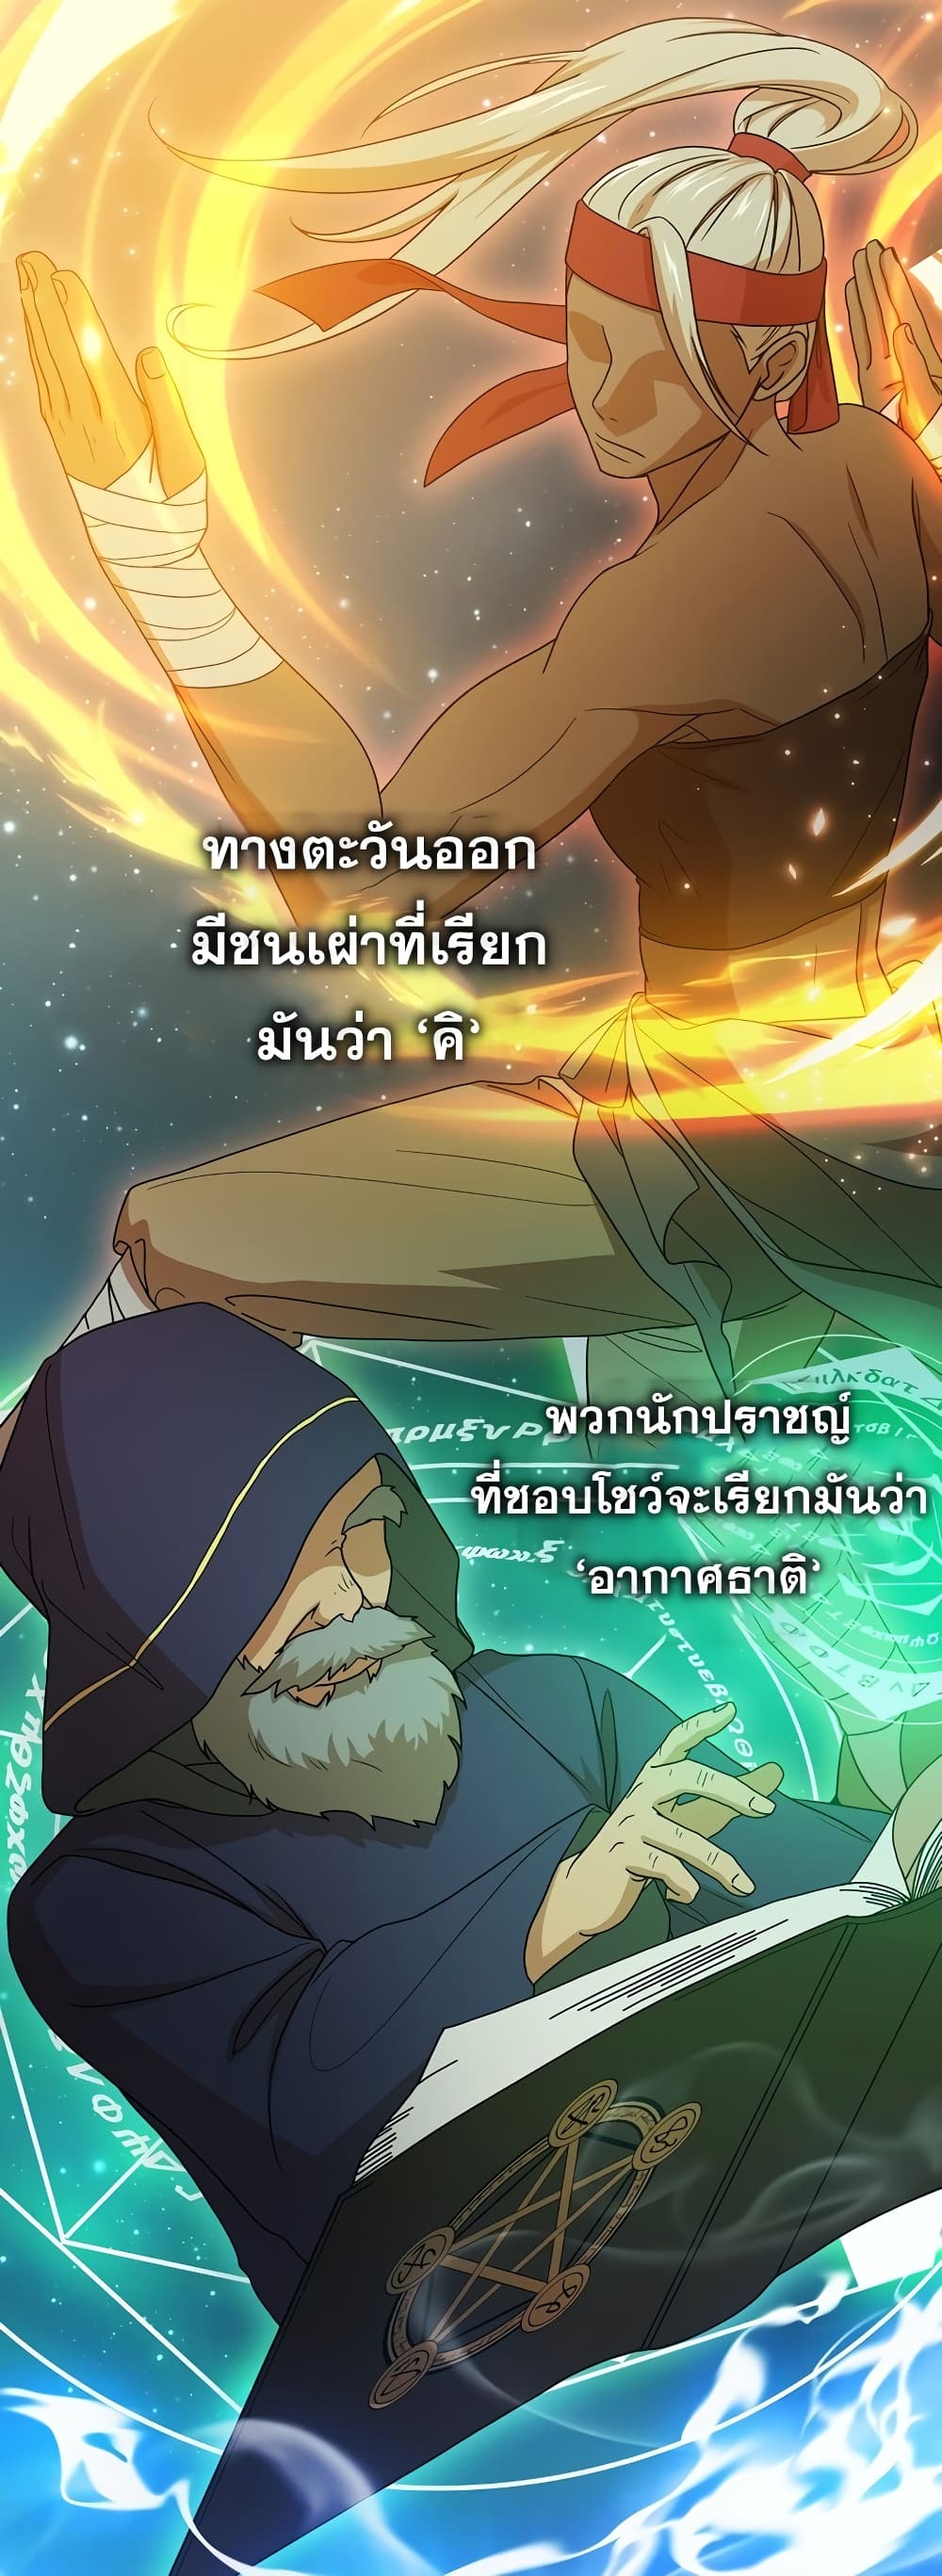 ทางตะวันออก
มีชนเผ่าที่เรียก
มันว่า ‘คิ’
พวกนักปราชญ์
ที่ชอบโชว์จะเรียกมันว่า
‘อากาศธาติ’